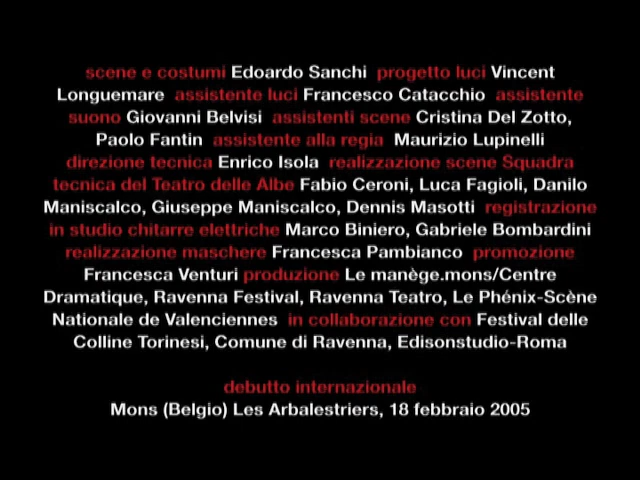 scene e costumi Edoardo Sanchi progetto luci Vincent
Longuemare assistente luci Francesco Catacchio assistente
suono Giovanni Belvisi assistenti scene Cristina Del Zotto,
Paolo Fantin assistente alla regia Maurizio Lupinelli
direzione tecnica Enrico Isola realizzazione scene Squadra
tecnica del Teatro delle Albe Fabio Ceroni, Luca Fagioli, Danilo
Maniscalco, Giuseppe Maniscalco, Dennis Masotti registrazione
in studio chitarre elettriche Marco Biniero, Gabriele Bombardini
realizzazione maschere Francesca Pambianco promozione
Francesca Venturi produzione Le manège.mons/Centre
Dramatique, Ravenna Festival, Ravenna Teatro, Le Phénix-Scène
Nationale de Valenciennes in collaborazione con Festival delle
Colline Torinesi, Comune di Ravenna, Edisonstudio-Roma
debutto internazionale
Mons (Belgio) Les Arbalestriers, 18 febbraio 2005